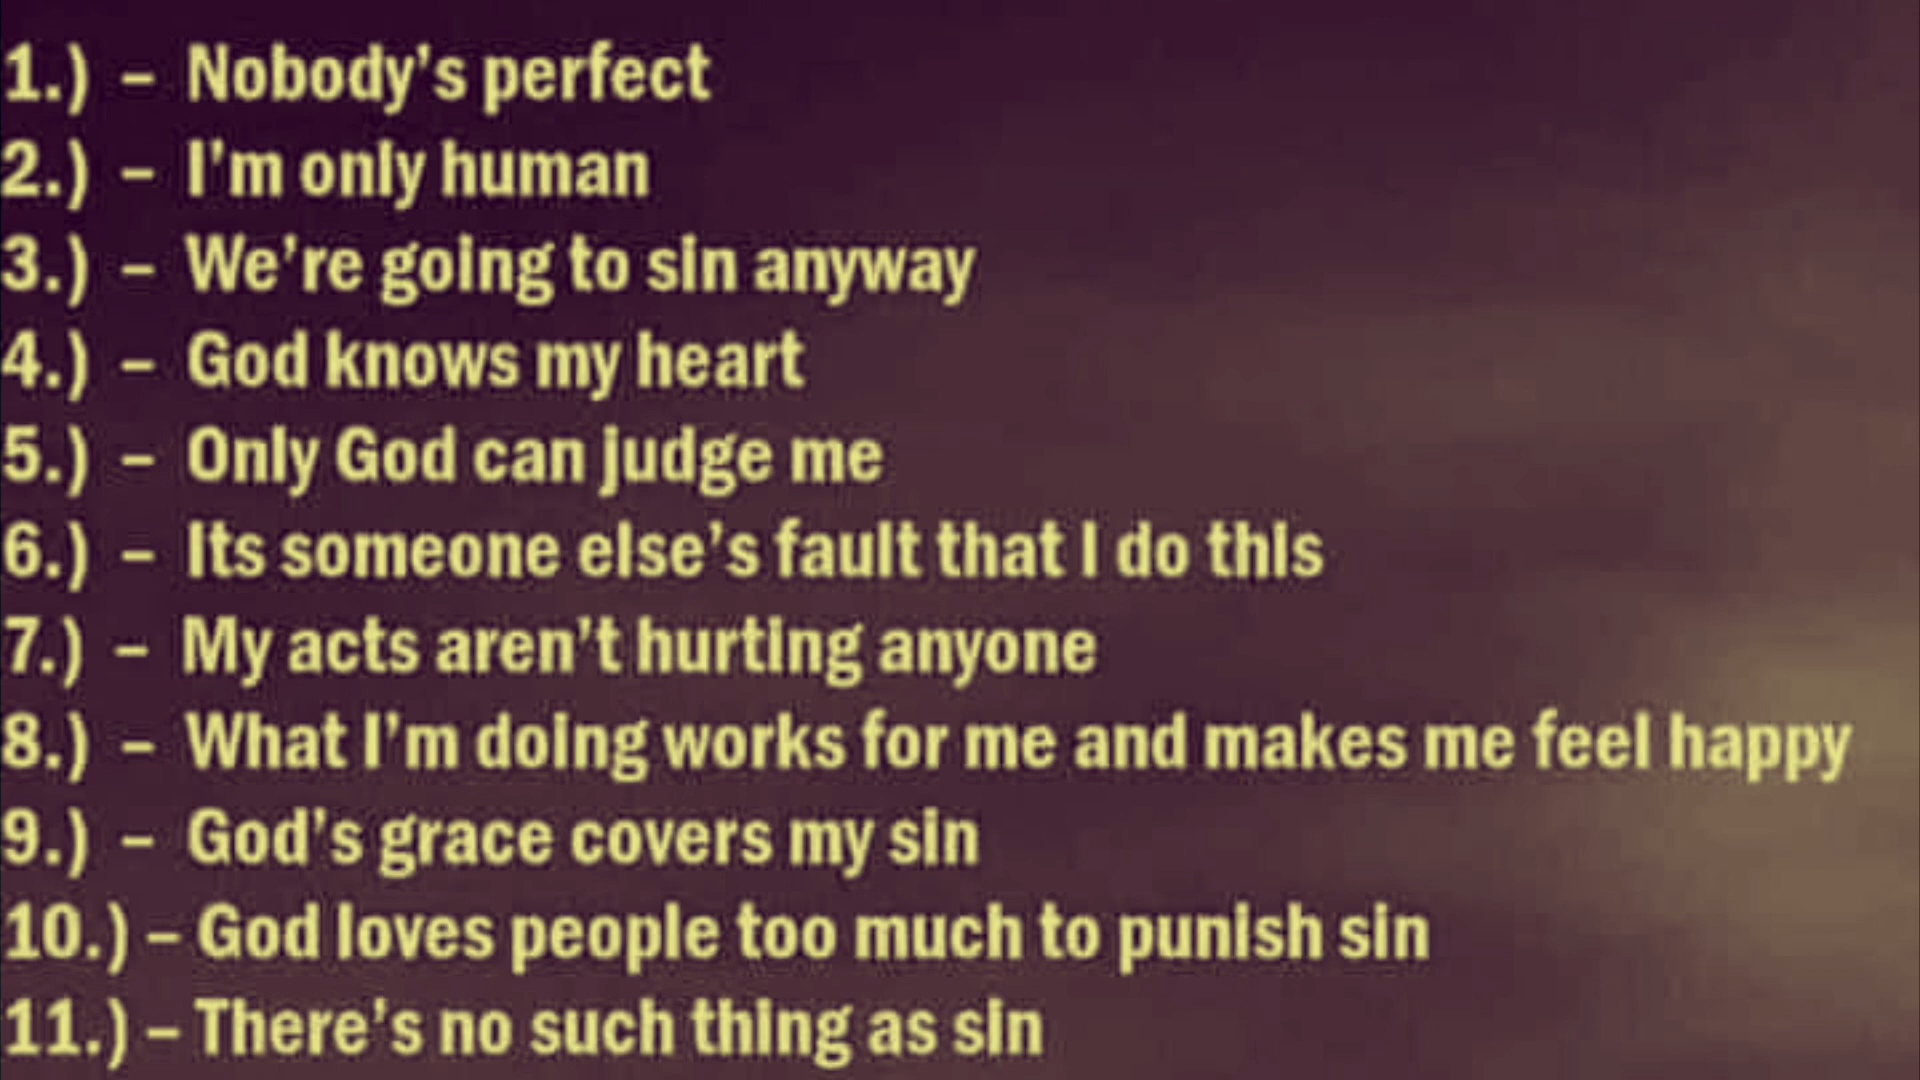 1.) – Nobody’s perfect
2.) – I’m only human
3.) – We’re going to sin anyway
4.) – God knows my heart
5.) – Only God can judge me
6.) – Its someone else’s fault that I do this
7.) – My acts aren’t hurting anyone
8.) – What I’m doing works for me and makes me feel happy
9.) – God’s grace covers my sin
10.) – God loves people too much to punish sin
11.) – There’s no such thing as sin